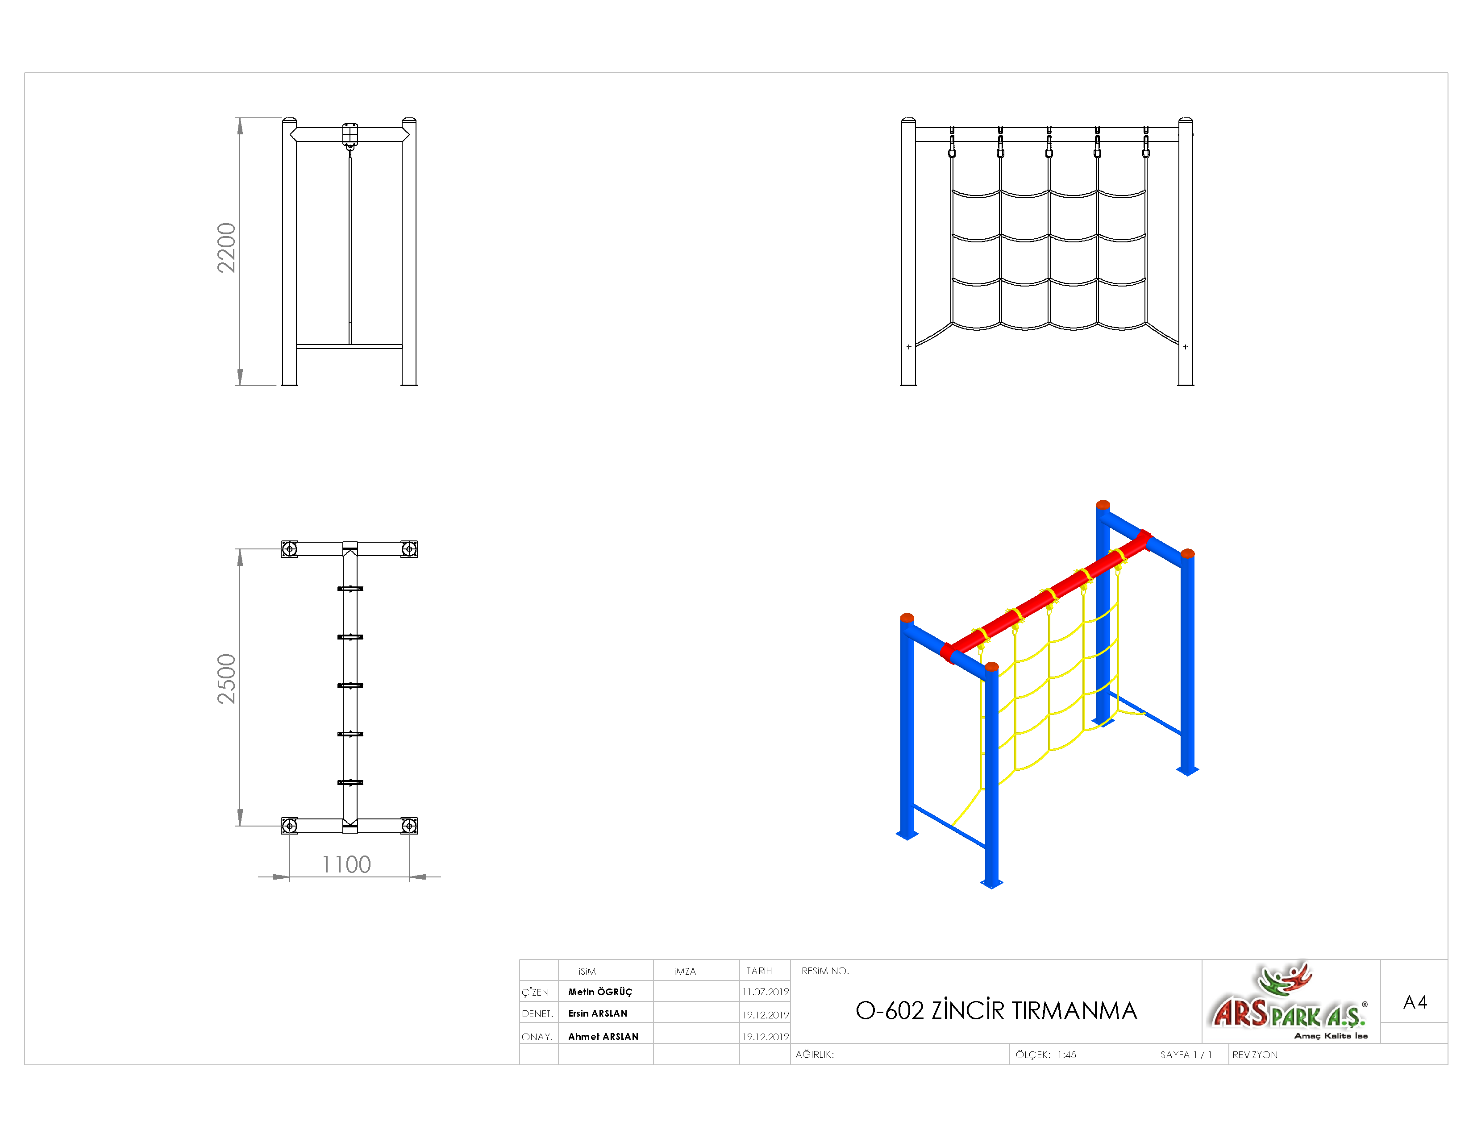 2200
2500
1100
İSİM
İMZA
TARİH
RESİM NO.
ÇİZEN.
Metin ÖGRÜÇ
11.07.2019
DENET.
Ersin ARSLAN
19.12.2019
ONAY.
Ahmet ARSLAN
19.12.2019
O-602 ZİNCİR TIRMANMA
ARS PARK A.Ş.®
Amaç Kalite İse
A4
AĞIRLIK:
ÖLÇEK: 1:45
SAYFA 1 / 1
REVİZYON